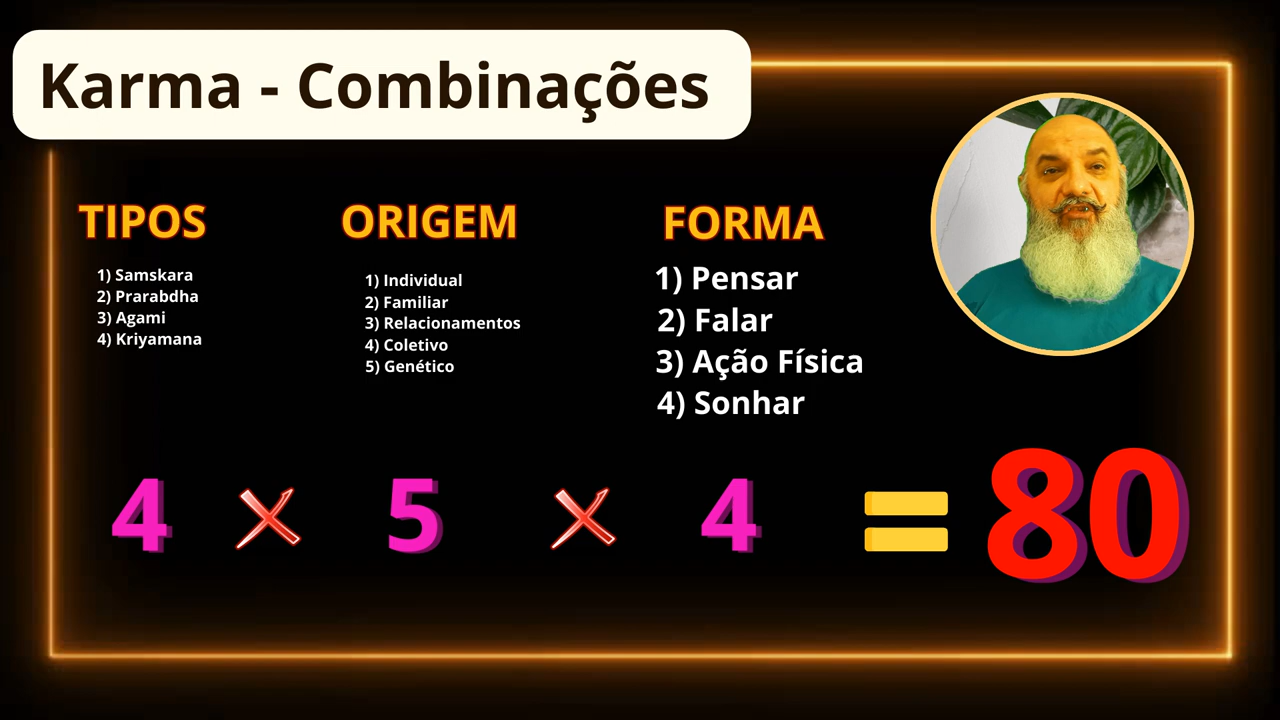 Karma - Combinações
TIPOS
1) Samskara
2) Prarabdha
3) Agami
4) Kriyamana
ORIGEM
1) Individual
2) Familiar
3) Relacionamentos
4) Coletivo
5) Genético
FORMA
1) Pensar
2) Falar
3) Ação Física
4) Sonhar
4 × 5 × 4 = 80